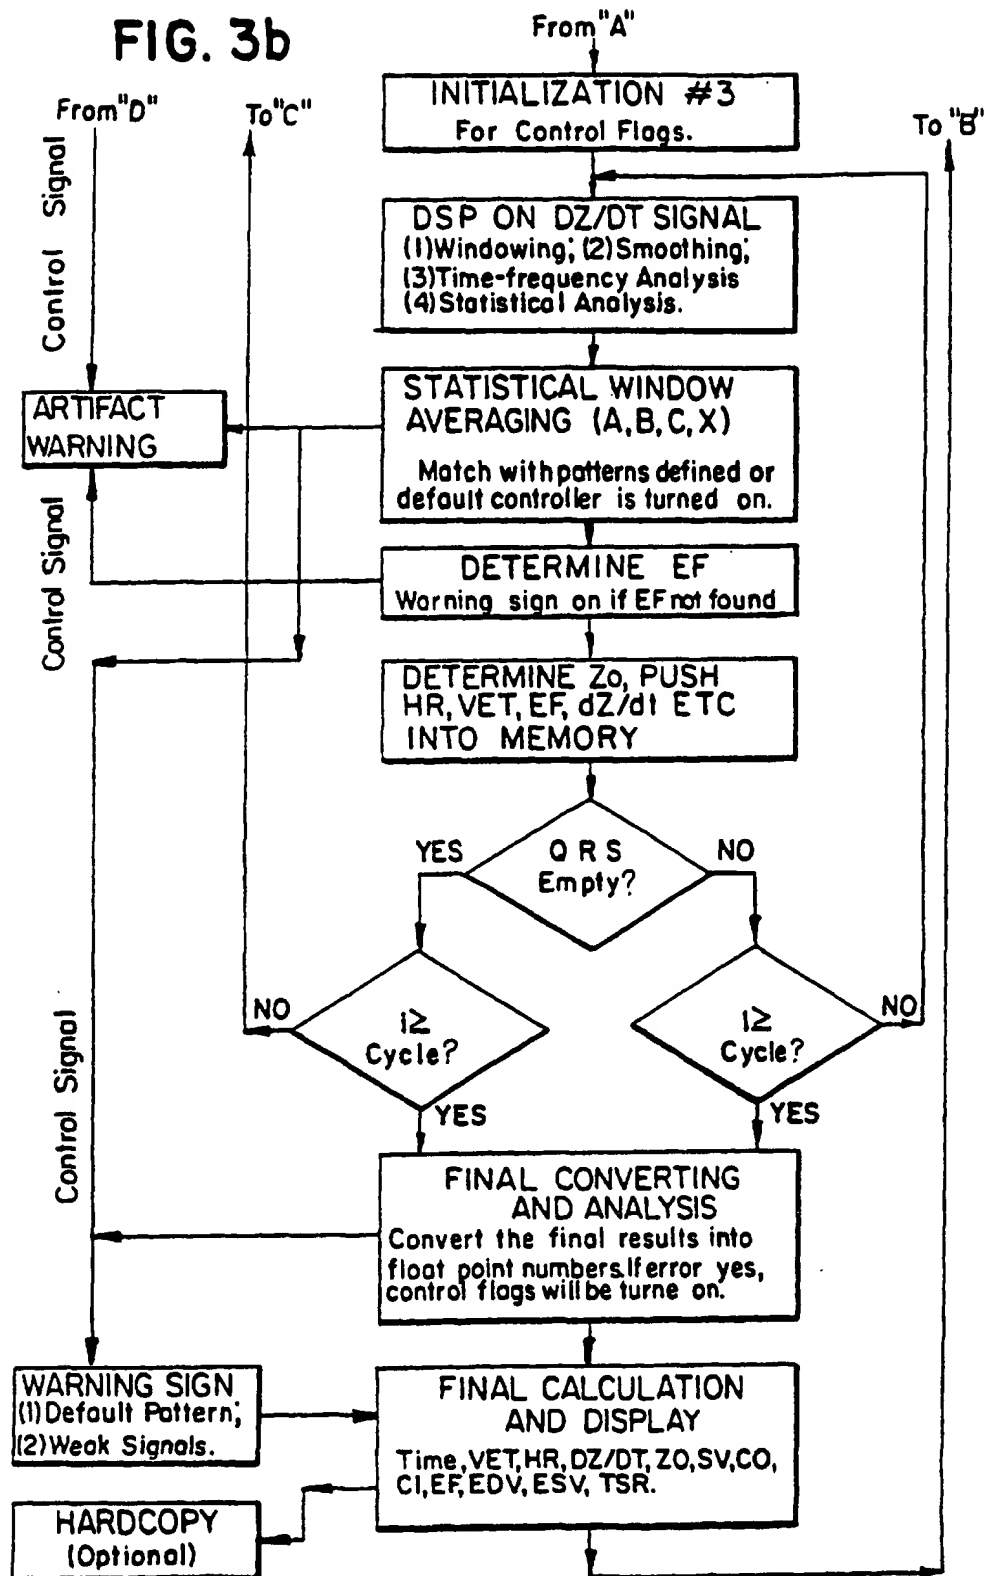 FIG. 3b
From "A"
From "D"
To "C"
To "B"
INITIALIZATION #3
For Control Flags.
Control Signal
DSP ON DZ/DT SIGNAL
(1) Windowing; (2) Smoothing;
(3) Time-frequency Analysis
(4) Statistical Analysis.
ARTIFACT
WARNING
STATISTICAL WINDOW
AVERAGING (A, B, C, X)
Match with patterns defined or
default controller is turned on.
Control Signal
DETERMINE EF
Warning sign on if EF not found
DETERMINE Zo, PUSH
HR, VET, EF, dZ/dt ETC
INTO MEMORY
YES
QRS
Empty?
NO
NO
i≥
Cycle?
YES
I≥
Cycle?
NO
YES
Control Signal
FINAL CONVERTING
AND ANALYSIS
Convert the final results into
float point numbers. If error yes,
control flags will be turne on.
WARNING SIGN
(1) Default Pattern;
(2) Weak Signals.
FINAL CALCULATION
AND DISPLAY
Time, VET, HR, DZ/DT, ZO, SV, CO,
CI, EF, EDV, ESV, TSR.
HARDCOPY
(Optional)